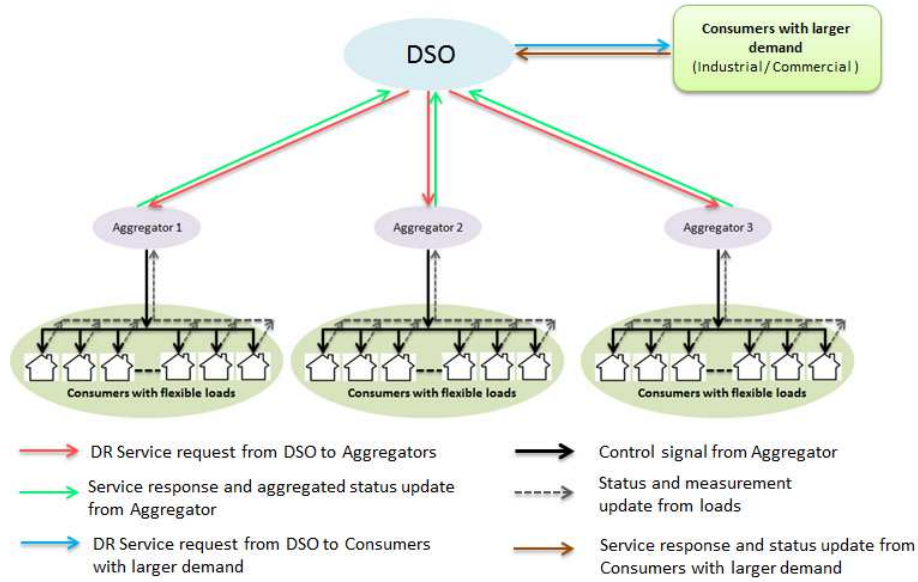 DSO
Consumers with larger
demand
(Industrial / Commercial )
Aggregator 1
Aggregator 2
Aggregator 3
Consumers with flexible loads
Consumers with flexible loads
Consumers with flexible loads
DR Service request from DSO to Aggregators
Service response and aggregated status update
from Aggregator
DR Service request from DSO to Consumers
with larger demand
Control signal from Aggregator
Status and measurement
update from loads
Service response and status update from
Consumers with larger demand